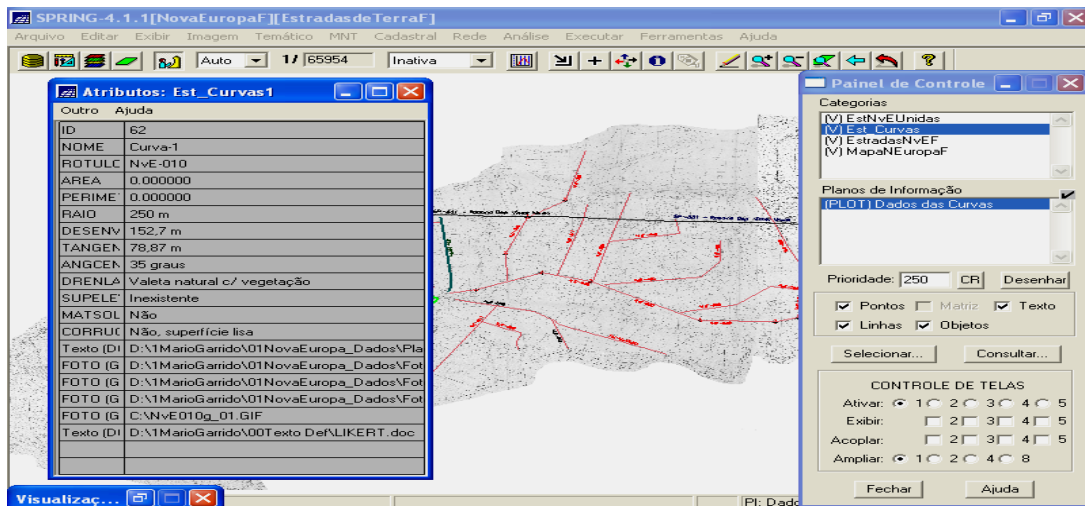 SPRING-4.1.1[NovaEuropaF][EstradasdeTerraF]
Arquivo Editar Exibir Imagem Temático MNT Cadastral Rede Análise Executar Ferramentas Ajuda
Auto 1/ 65954 Inativa
Atributos: Est_Curvas1
Outro Ajuda
ID 62
NOME Curva-1
ROTULC NvE-010
AREA 0.000000
PERIME 0.000000
RAIO 250 m
DESENV 152,7 m
TANGEN 78,87 m
ANGCEN 35 graus
DRENLA Valeta natural c/ vegetação
SUPELE Inexistente
MATSOL Não
CORRUC Não, superfície lisa
Texto (DI D:\1MarioGarrido\01NovaEuropa_Dados\Pla
FOTO (G D:\1MarioGarrido\01NovaEuropa_Dados\Fot
FOTO (G D:\1MarioGarrido\01NovaEuropa_Dados\Fot
FOTO (G D:\1MarioGarrido\01NovaEuropa_Dados\Fot
FOTO (G C:\NvE010g_01.GIF
Texto (DI D:\1MarioGarrido\00Texto Def\LIKERT.doc
Visualizaç...
Painel de Controle
Categorias
(V) EstNvEUnidas
(V) Est_Curvas
(V) EstradasNvEF
(V) MapaNEuropaF
Planos de Informação
(PLOT) Dados das Curvas
Prioridade: 250 CR Desenhar
Pontos Matriz Texto
Linhas Objetos
Selecionar... Consultar...
CONTROLE DE TELAS
Ativar: 1 2 3 4 5
Exibir: 2 3 4 5
Acoplar: 2 3 4 5
Ampliar: 1 2 4 8
Fechar Ajuda
PI: Dado